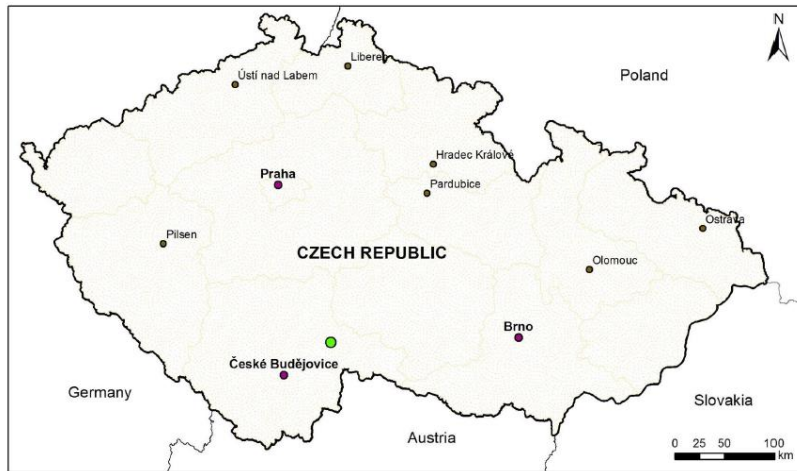 N
Liberec
Ústí nad Labem
Poland
Hradec Králové
Praha
Pardubice
Ostrava
Pilsen
CZECH REPUBLIC
Olomouc
Brno
České Budějovice
Germany
Slovakia
Austria
0 25 50 100
km